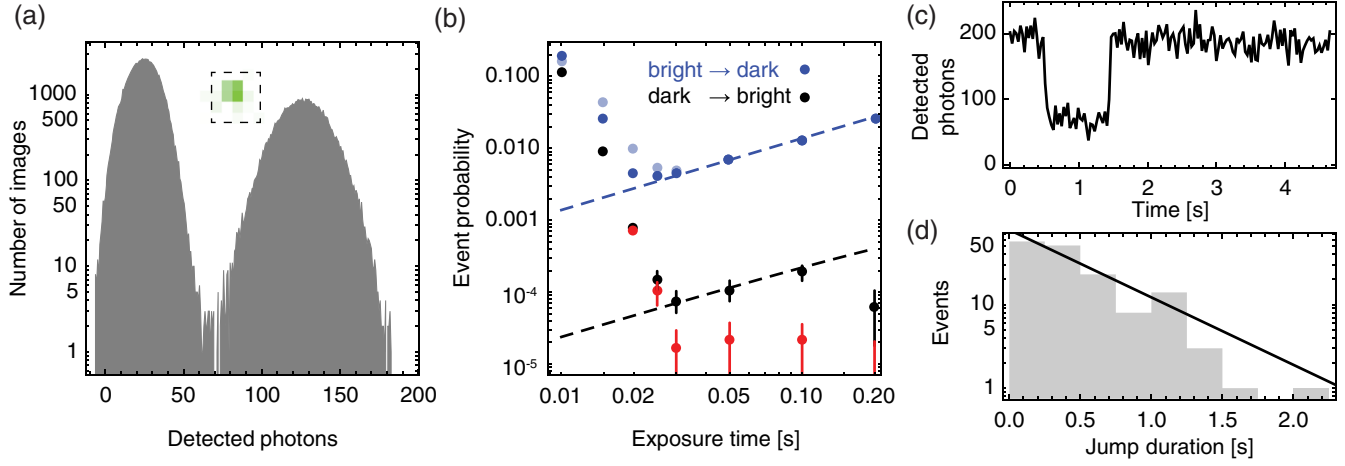 (a)
Number of images
1000
500
100
50
10
5
1
0
50
100
150
200
Detected photons
(b)
Event probability
0.100
0.010
0.001
10⁻⁴
10⁻⁵
bright → dark
dark → bright
0.01
0.02
0.05
0.10
0.20
Exposure time [s]
(c)
Detected
photons
200
100
0
0
1
2
3
4
Time [s]
(d)
Events
50
10
5
1
0.0
0.5
1.0
1.5
2.0
Jump duration [s]